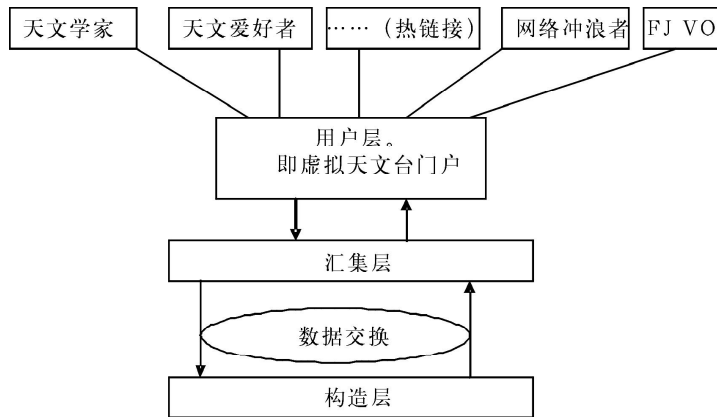 天文学家
天文爱好者
……(热链接)
网络冲浪者
FJ VO
用户层。
即虚拟天文台门户
汇集层
数据交换
构造层